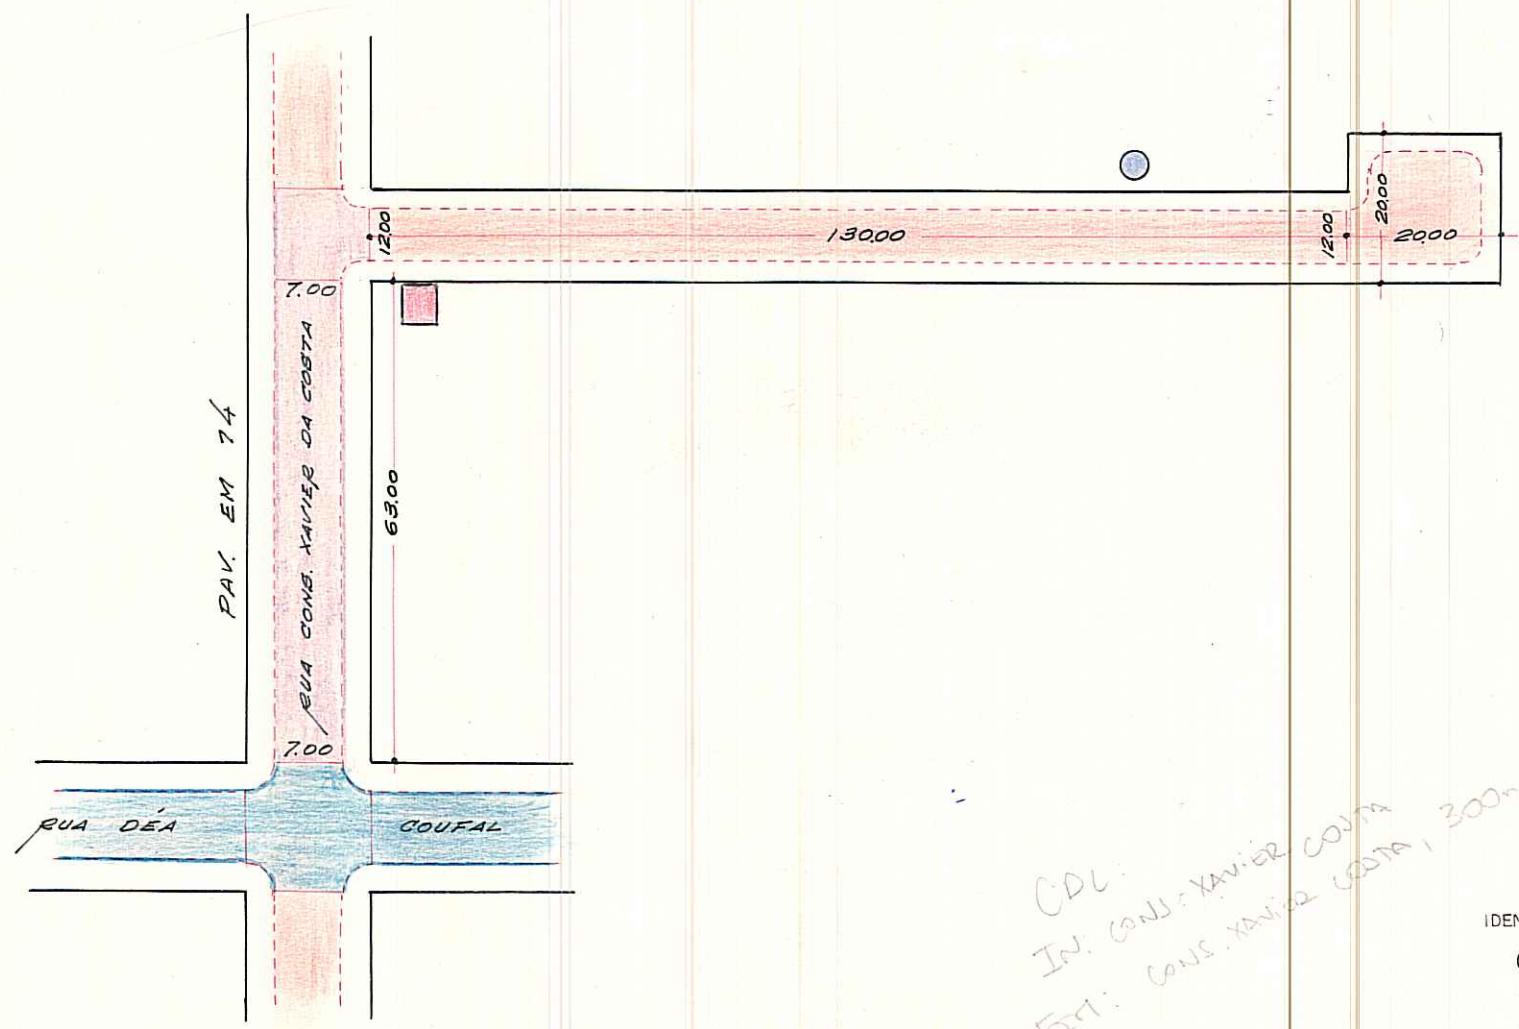 12.00
130.00
12.00
20.00
20.00
7.00
PAV. EM 74
RUA CONS. XAVIER DA COSTA
63.00
7.00
RUA DÉA COUFAL
CDL.
IN: CONS. XAVIER COSTA
CONS. XAVIER COSTA, 300
IDEN